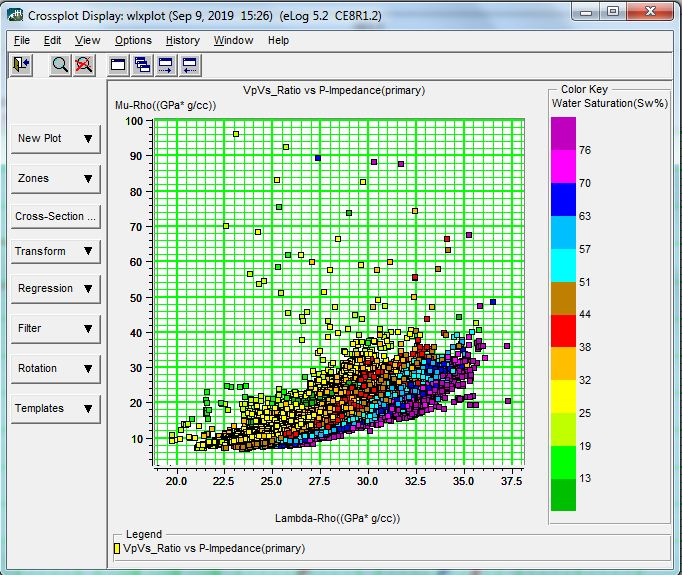 Crossplot Display: wlxplot (Sep 9, 2019  15:26)  (eLog 5.2  CE8R1.2)
File  Edit  View  Options  History  Window  Help
VpVs_Ratio vs P-Impedance(primary)
Mu-Rho((GPa* g/cc))
New Plot
Zones
Cross-Section ...
Transform
Regression
Filter
Rotation
Templates
100
90
80
70
60
50
40
30
20
10
20.0  22.5  25.0  27.5  30.0  32.5  35.0  37.5
Lambda-Rho((GPa* g/cc))
Color Key
Water Saturation(Sw%)
76
70
63
57
51
44
38
32
25
19
13
Legend
VpVs_Ratio vs P-Impedance(primary)